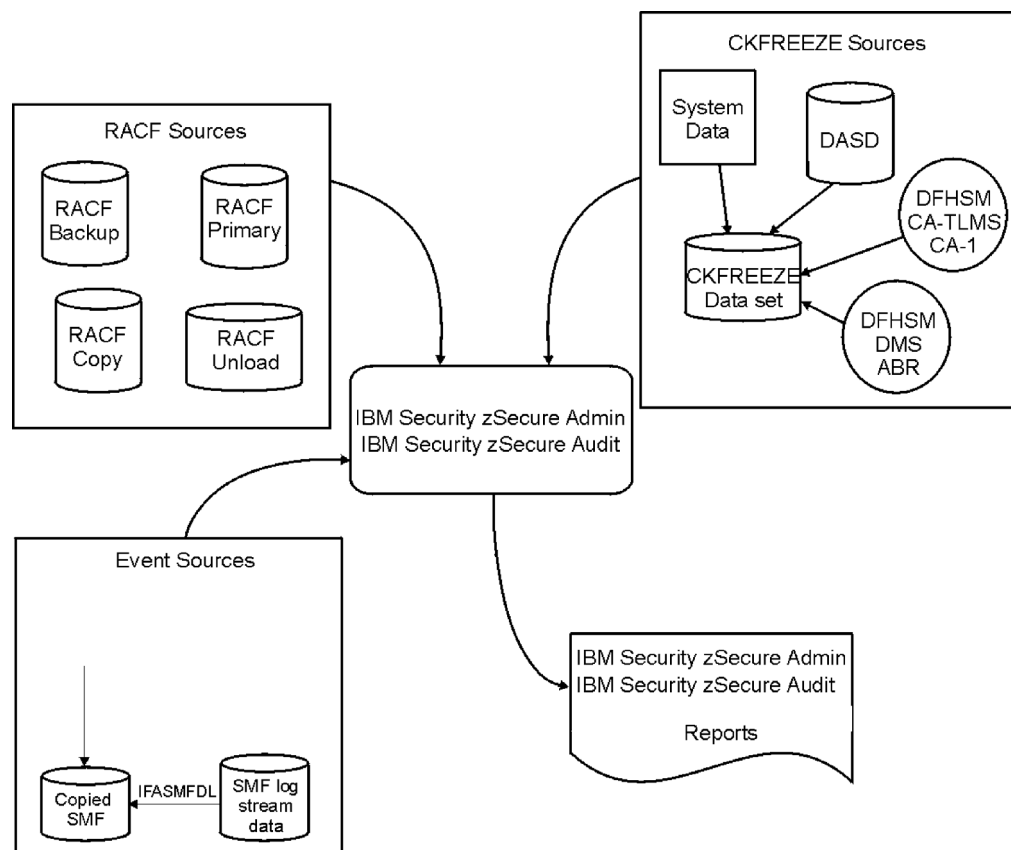 CKFREEZE Sources
System
Data
DASD
DFHSM
CA-TLMS
CA-1
CKFREEZE
Data set
DFHSM
DMS
ABR
RACF Sources
RACF
Backup
RACF
Primary
RACF
Copy
RACF
Unload
IBM Security zSecure Admin
IBM Security zSecure Audit
Event Sources
Copied
SMF
IFASMFDL
SMF log
stream
data
IBM Security zSecure Admin
IBM Security zSecure Audit
Reports